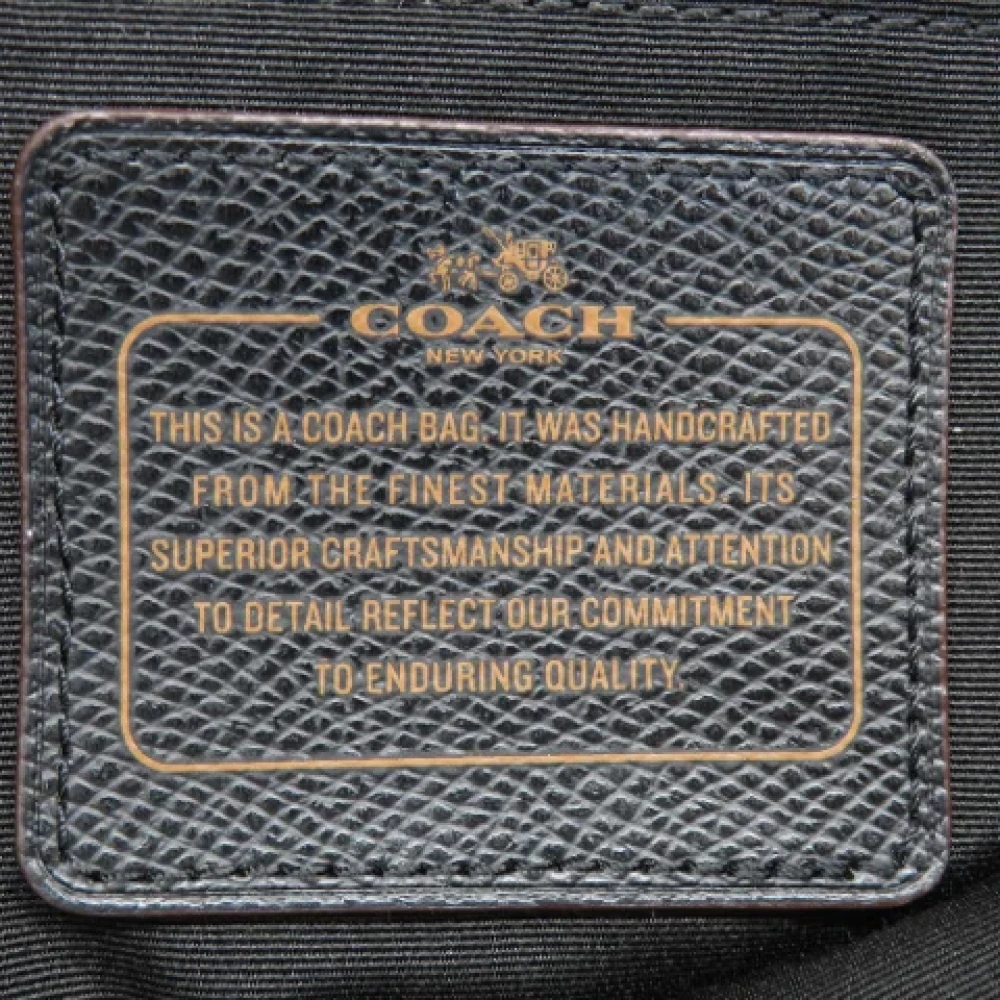 COACH
NEW YORK
THIS IS A COACH BAG. IT WAS HANDCRAFTED
FROM THE FINEST MATERIALS. ITS
SUPERIOR CRAFTSMANSHIP AND ATTENTION
TO DETAIL REFLECT OUR COMMITMENT
TO ENDURING QUALITY.